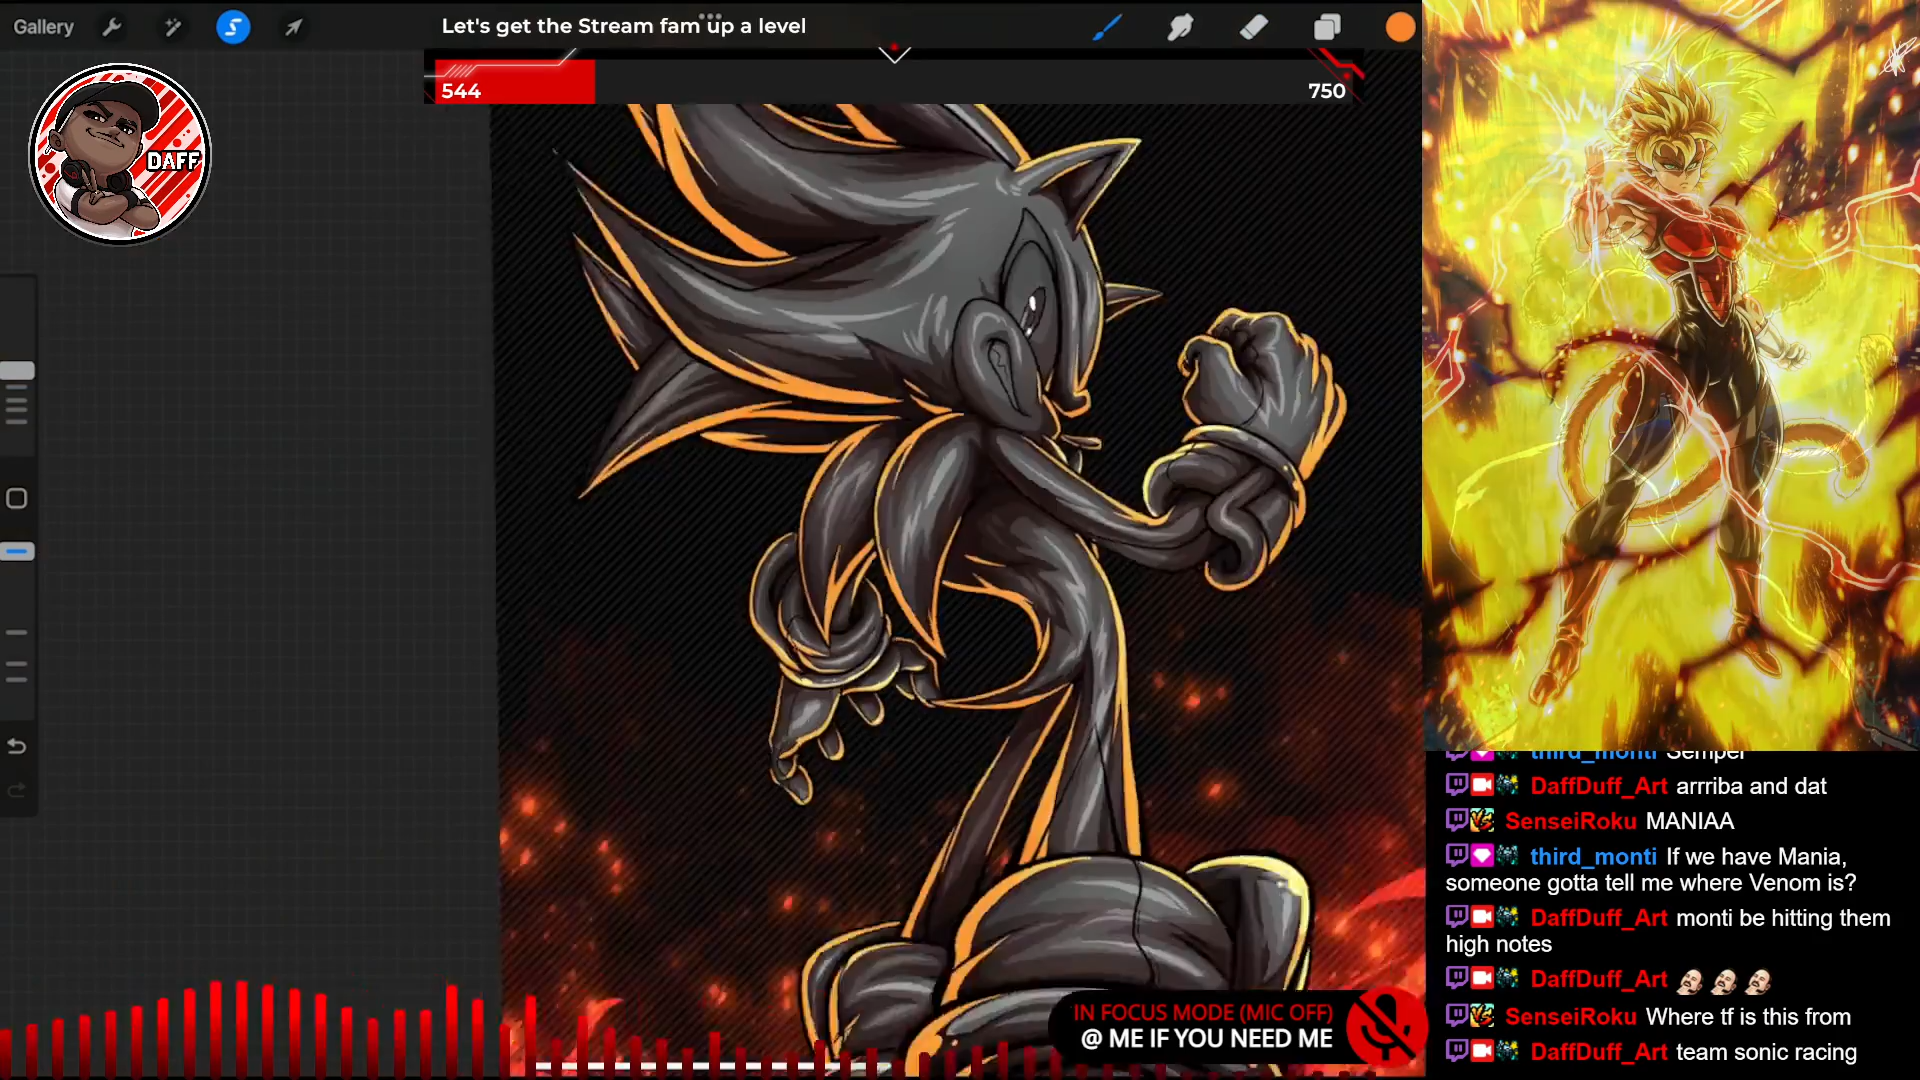 Gallery
Let's get the Stream fam up a level
544
750
DAFF
third_monti Semper
DaffDuff_Art arrriba and dat
SenseiRoku MANIAA
third_monti If we have Mania,
someone gotta tell me where Venom is?
DaffDuff_Art monti be hitting them
high notes
DaffDuff_Art
SenseiRoku Where tf is this from
DaffDuff_Art team sonic racing
IN FOCUS MODE (MIC OFF)
@ ME IF YOU NEED ME